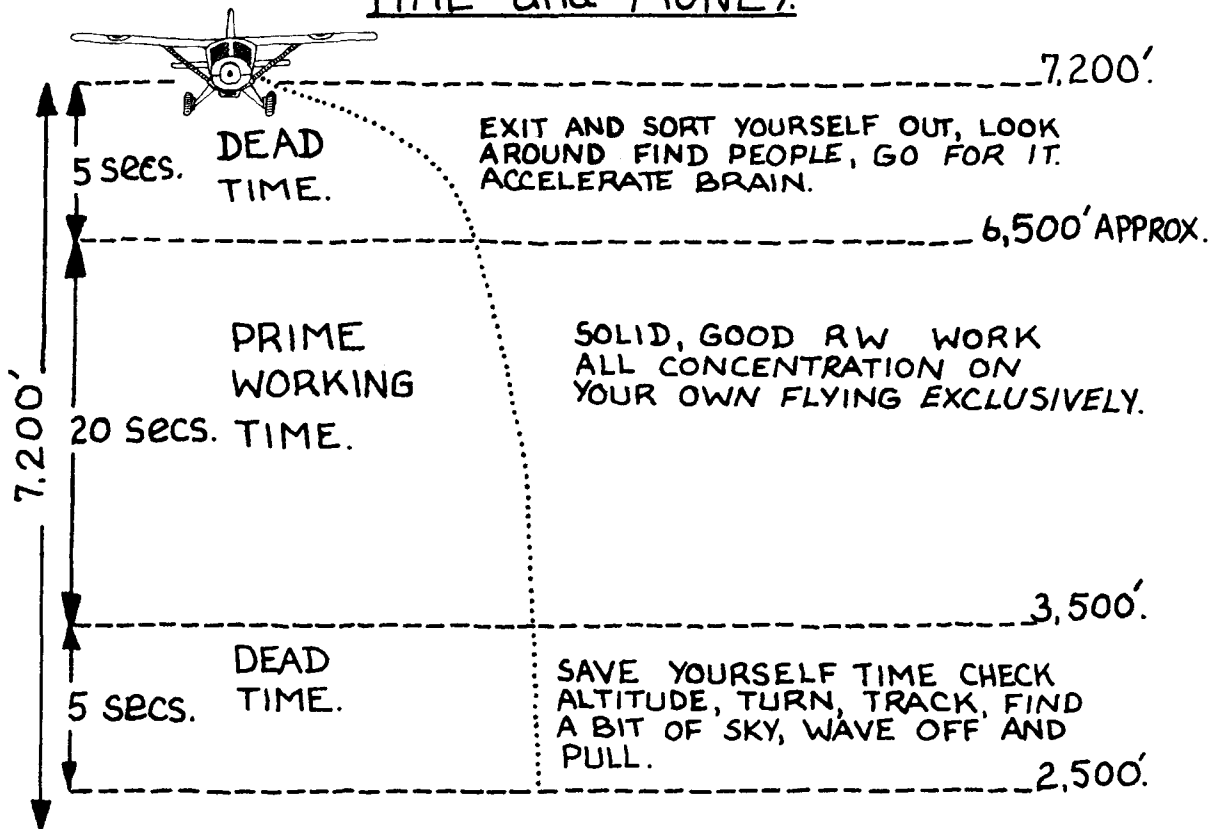 TIME and MONEY.
7,200'.
5 secs.
DEAD
TIME.
EXIT AND SORT YOURSELF OUT, LOOK
AROUND FIND PEOPLE, GO FOR IT.
ACCELERATE BRAIN.
6,500' APPROX.
7,200'
20 secs.
PRIME
WORKING
TIME.
SOLID, GOOD RW WORK
ALL CONCENTRATION ON
YOUR OWN FLYING EXCLUSIVELY.
3,500'.
5 secs.
DEAD
TIME.
SAVE YOURSELF TIME CHECK
ALTITUDE, TURN, TRACK, FIND
A BIT OF SKY, WAVE OFF AND
PULL.
2,500'.